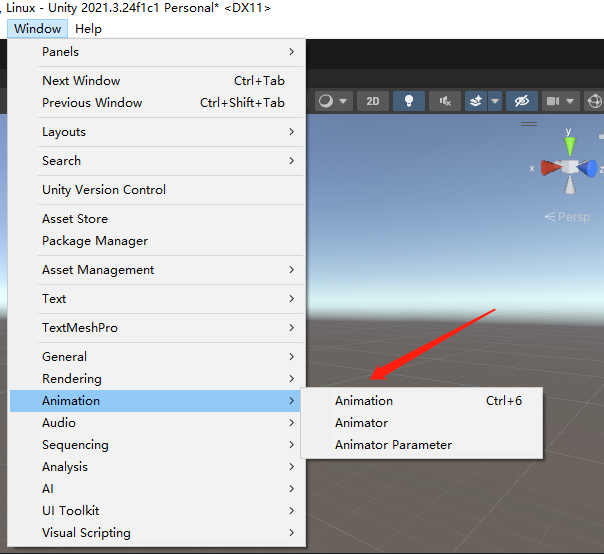 , Linux - Unity 2021.3.24f1c1 Personal* <DX11>
Window Help
Panels
Next Window Ctrl+Tab
Previous Window Ctrl+Shift+Tab
Layouts
Search
Unity Version Control
Asset Store
Package Manager
Asset Management
Text
TextMeshPro
General
Rendering
Animation
Audio
Sequencing
Analysis
AI
UI Toolkit
Visual Scripting
Animation Ctrl+6
Animator
Animator Parameter
2D
y
x
z
Persp